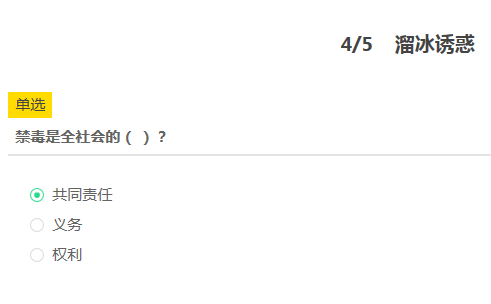 4/5 溜冰诱惑
单选
禁毒是全社会的（ ）？
共同责任
义务
权利